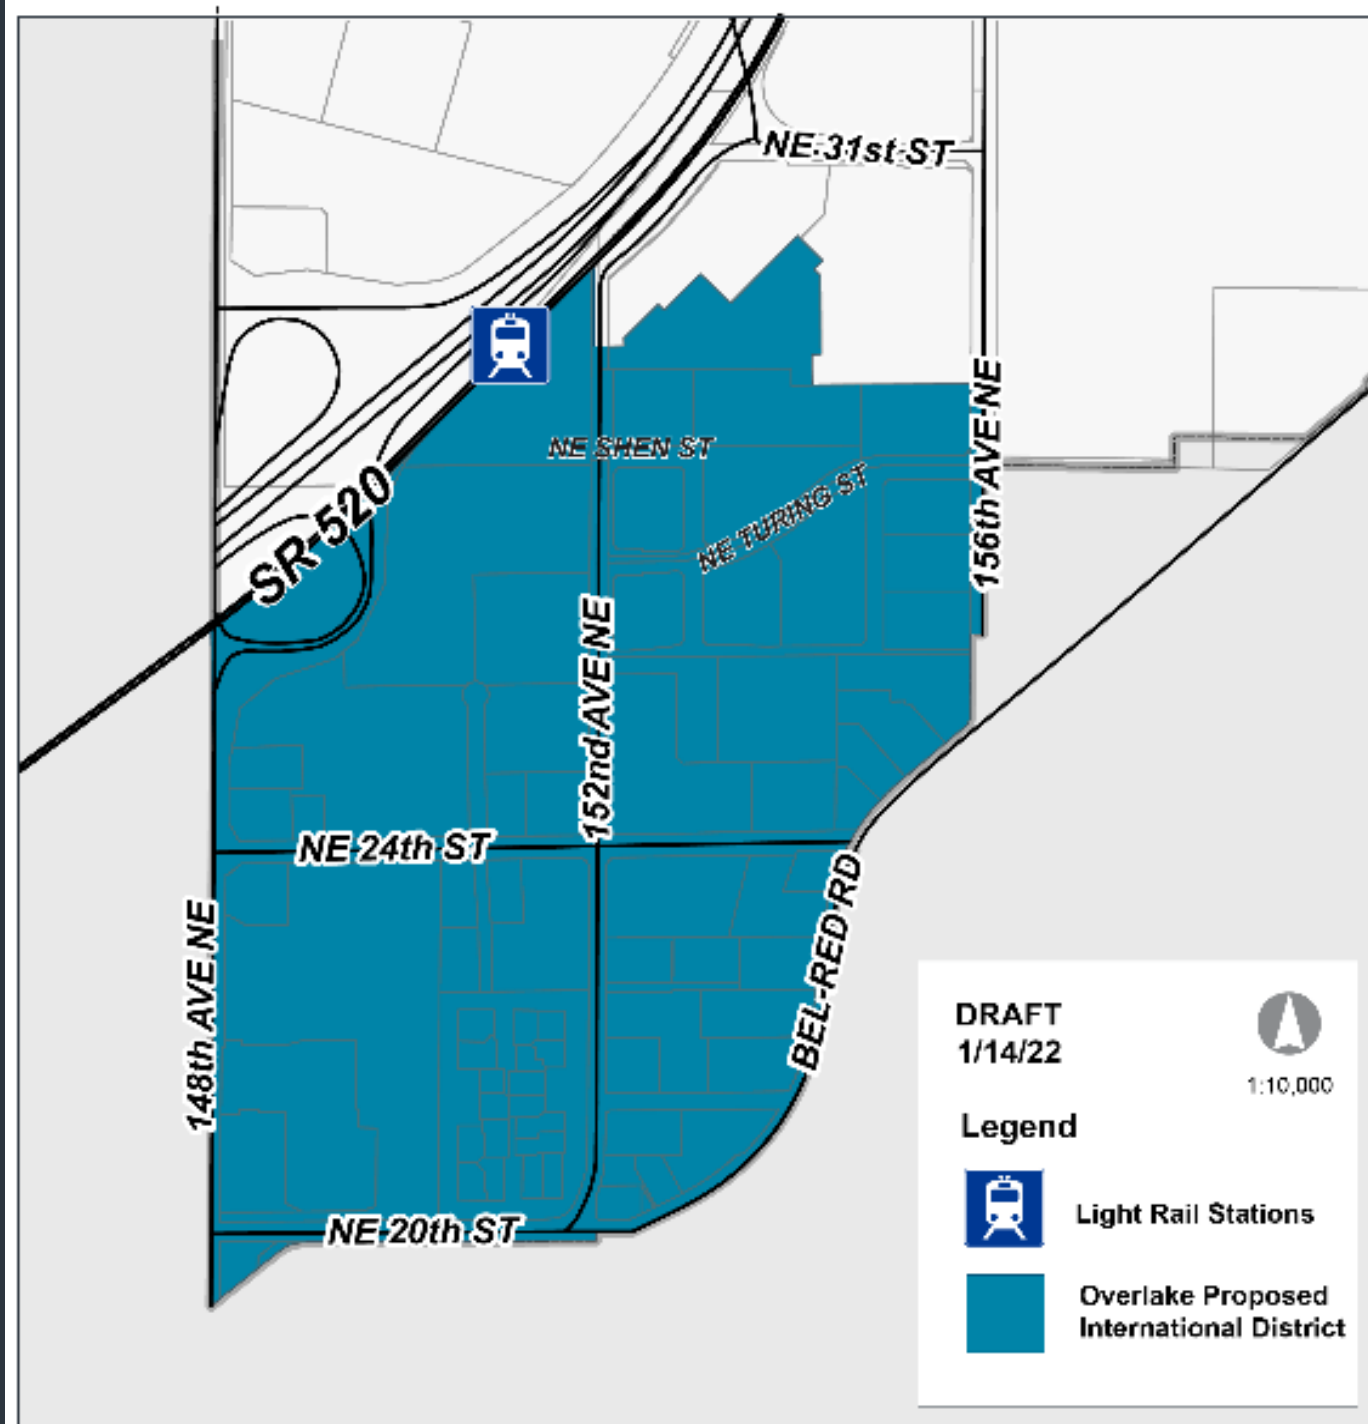 NE 31st ST
156th AVE NE
NE SHEN ST
NE TURING ST
SR-520
152nd AVE NE
NE 24th ST
148th AVE NE
BEL-RED RD
NE 20th ST
DRAFT
1/14/22
1:10,000
Legend
Light Rail Stations
Overlake Proposed
International District